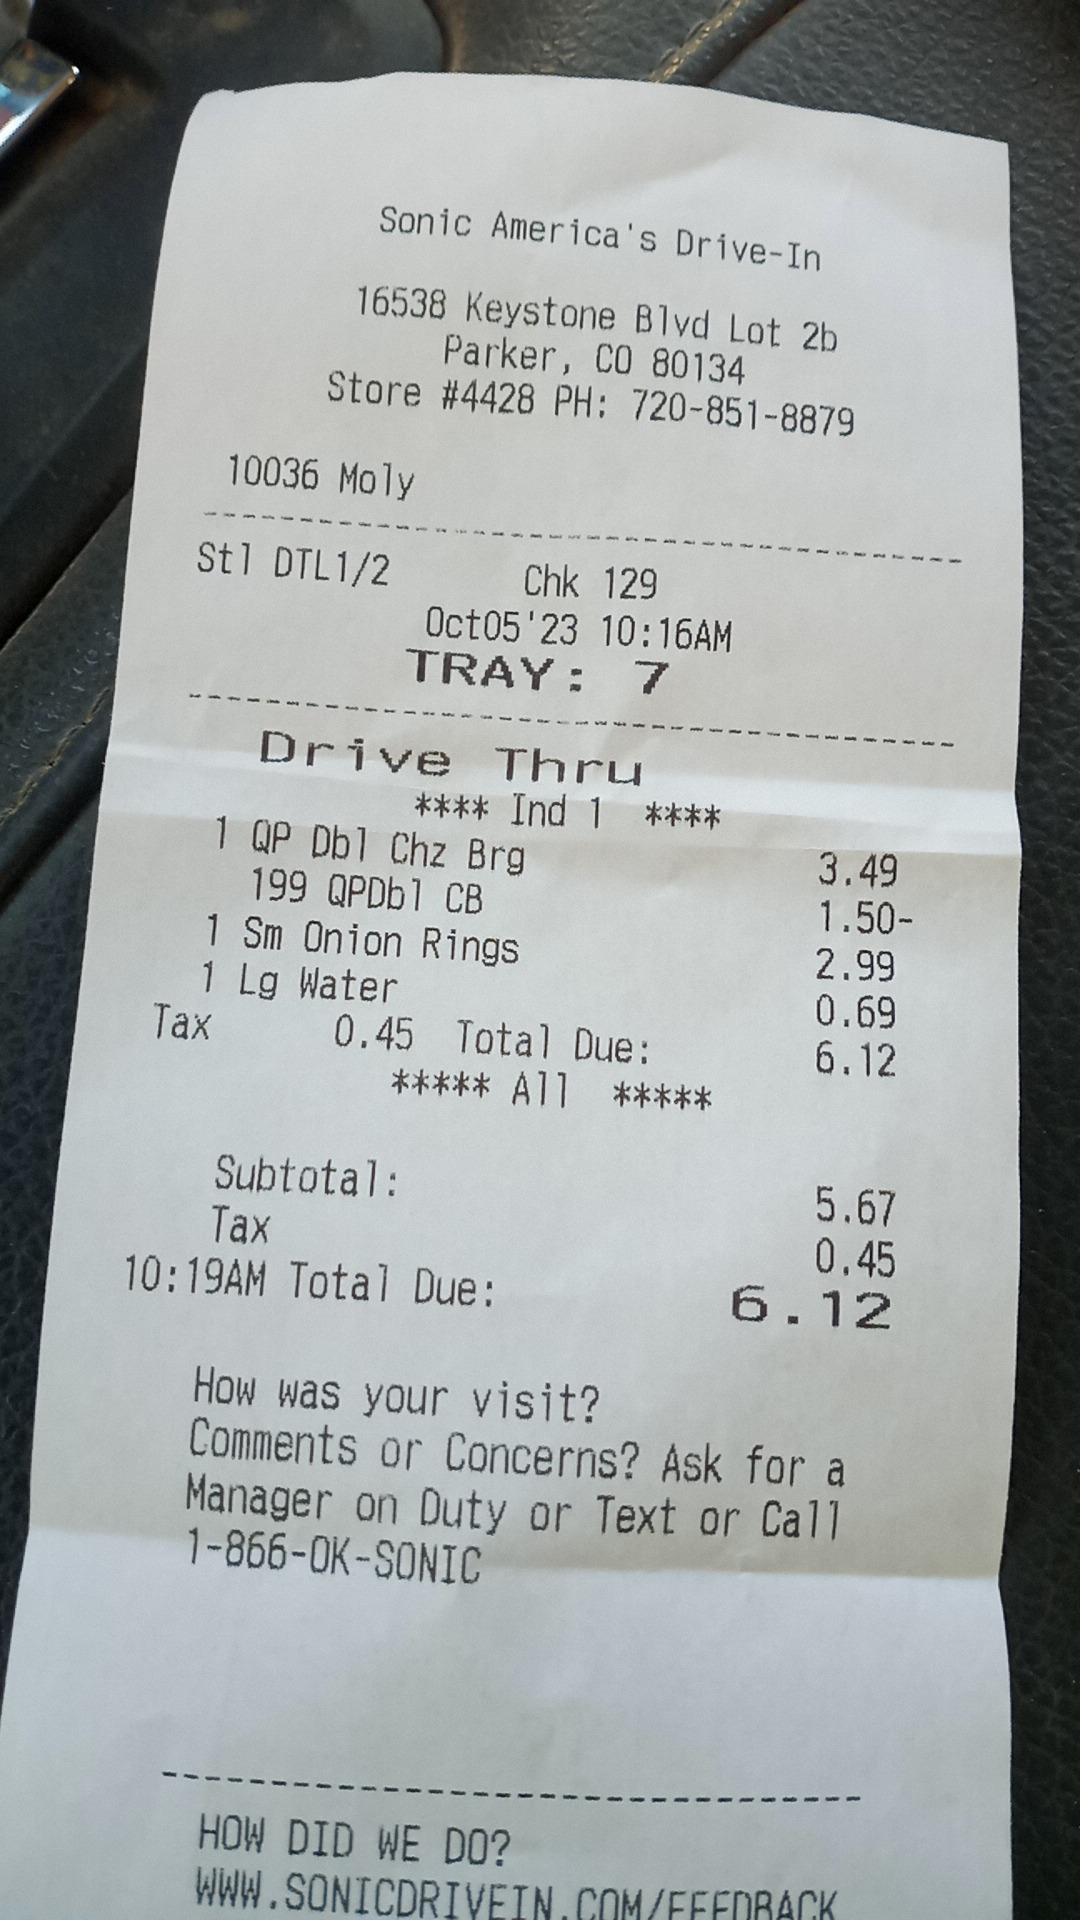 Sonic America's Drive-In
16538 Keystone Blvd Lot 2b
Parker, CO 80134
Store #4428 PH: 720-851-8879
10036 Moly
Stl DTL1/2 Chk 129
Oct05'23 10:16AM
TRAY: 7
Drive Thru
**** Ind 1 ****
1 QP Dbl Chz Brg 3.49
199 QPDbl CB 1.50-
1 Sm Onion Rings 2.99
1 Lg Water 0.69
Tax 0.45 Total Due: 6.12
***** All *****
Subtotal: 5.67
Tax 0.45
10:19AM Total Due: 6.12
How was your visit?
Comments or Concerns? Ask for a
Manager on Duty or Text or Call
1-866-OK-SONIC
HOW DID WE DO?
WWW.SONICDRIVEIN.COM/FEEDBACK